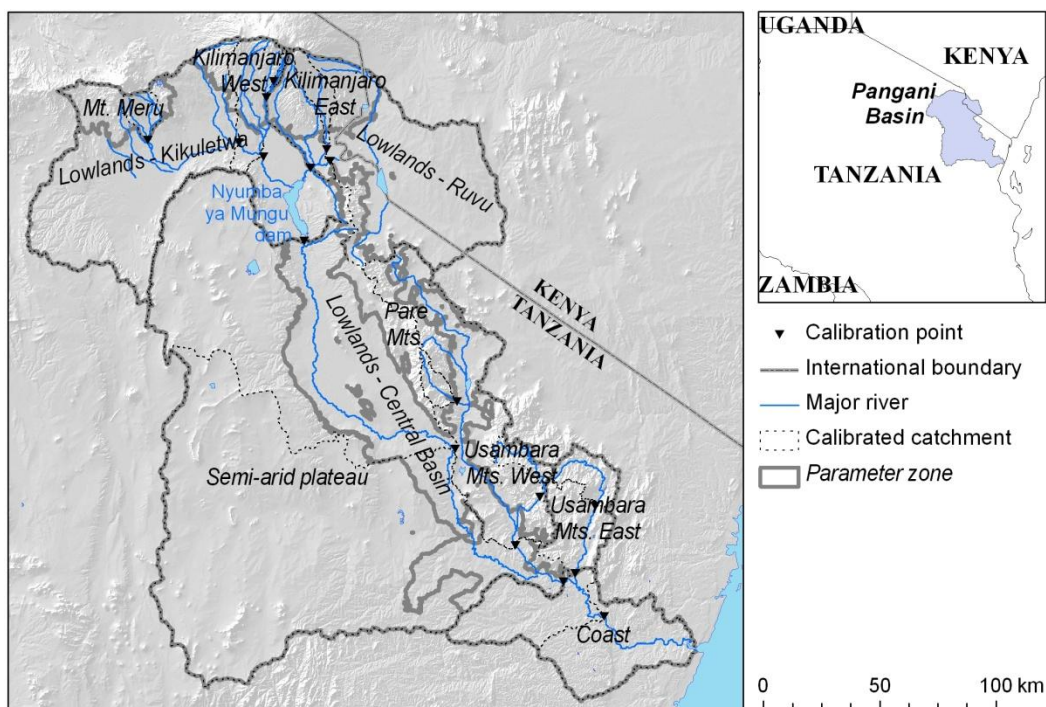 Kilimanjaro
West
Kilimanjaro
East
Mt. Meru
Lowlands - Kikuletwa
Lowlands - Ruvu
Nyumba
ya Mungu
dam
KENYA
TANZANIA
Pare
Mts.
Lowlands - Central Basin
Usambara
Mts. West
Semi-arid plateau
Usambara
Mts. East
Coast
UGANDA
KENYA
Pangani
Basin
TANZANIA
ZAMBIA
Calibration point
International boundary
Major river
Calibrated catchment
Parameter zone
0 50 100 km